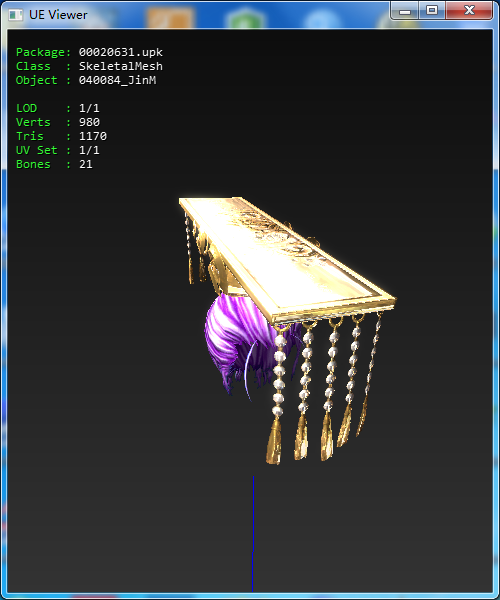 UE Viewer
Package: 00020631.upk
Class : SkeletalMesh
Object : 040084_JinM
LOD : 1/1
Verts : 980
Tris : 1170
UV Set : 1/1
Bones : 21